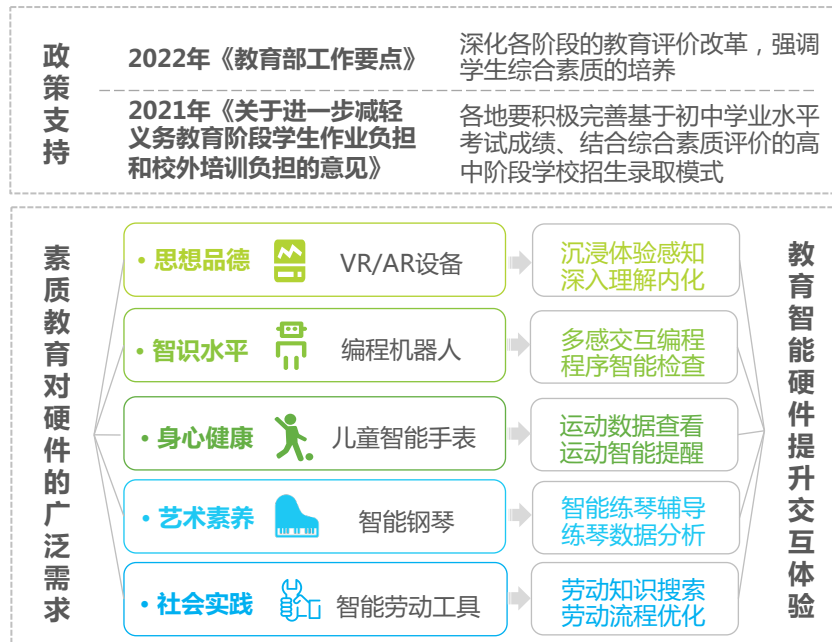 政策支持
2022年《教育部工作要点》
深化各阶段的教育评价改革，强调
学生综合素质的培养
2021年《关于进一步减轻
义务教育阶段学生作业负担
和校外培训负担的意见》
各地要积极完善基于初中学业水平
考试成绩、结合综合素质评价的高
中阶段学校招生录取模式
素质教育对硬件的广泛需求
• 思想品德
VR/AR设备
沉浸体验感知
深入理解内化
• 智识水平
编程机器人
多感交互编程
程序智能检查
• 身心健康
儿童智能手表
运动数据查看
运动智能提醒
• 艺术素养
智能钢琴
智能练琴辅导
练琴数据分析
• 社会实践
智能劳动工具
劳动知识搜索
劳动流程优化
教育智能硬件提升交互体验